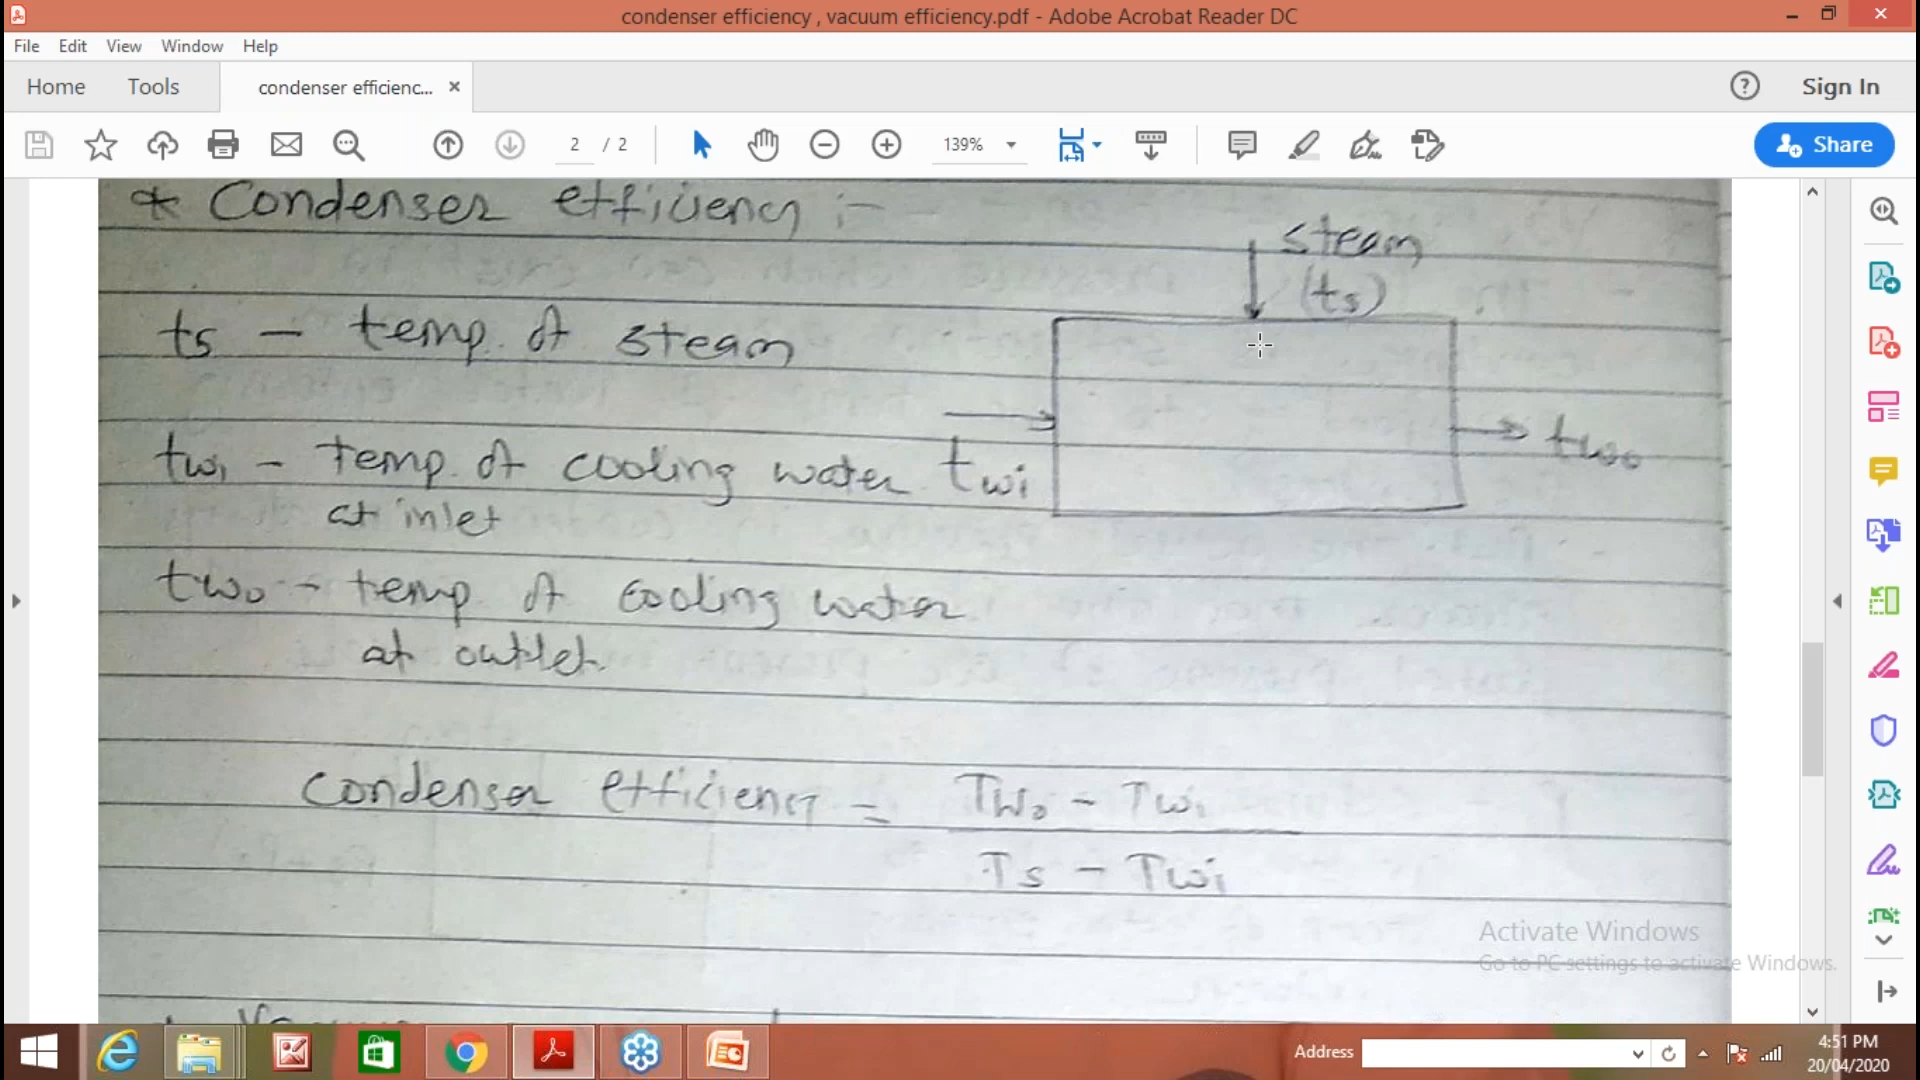 condenser efficiency , vacuum efficiency.pdf - Adobe Acrobat Reader DC
File Edit View Window Help
Home Tools condenser efficienc... Sign In
2 / 2 139% Share
* Condenser efficiency :-
steam
(ts)
ts - temp. of steam
twi - temp. of cooling water
at inlet
twi
two
two - temp of cooling water
at outlet.
Condenser efficiency = Two - Twi
Ts - Twi
Activate Windows
Go to PC settings to activate Windows.
Address
4:51 PM
20/04/2020